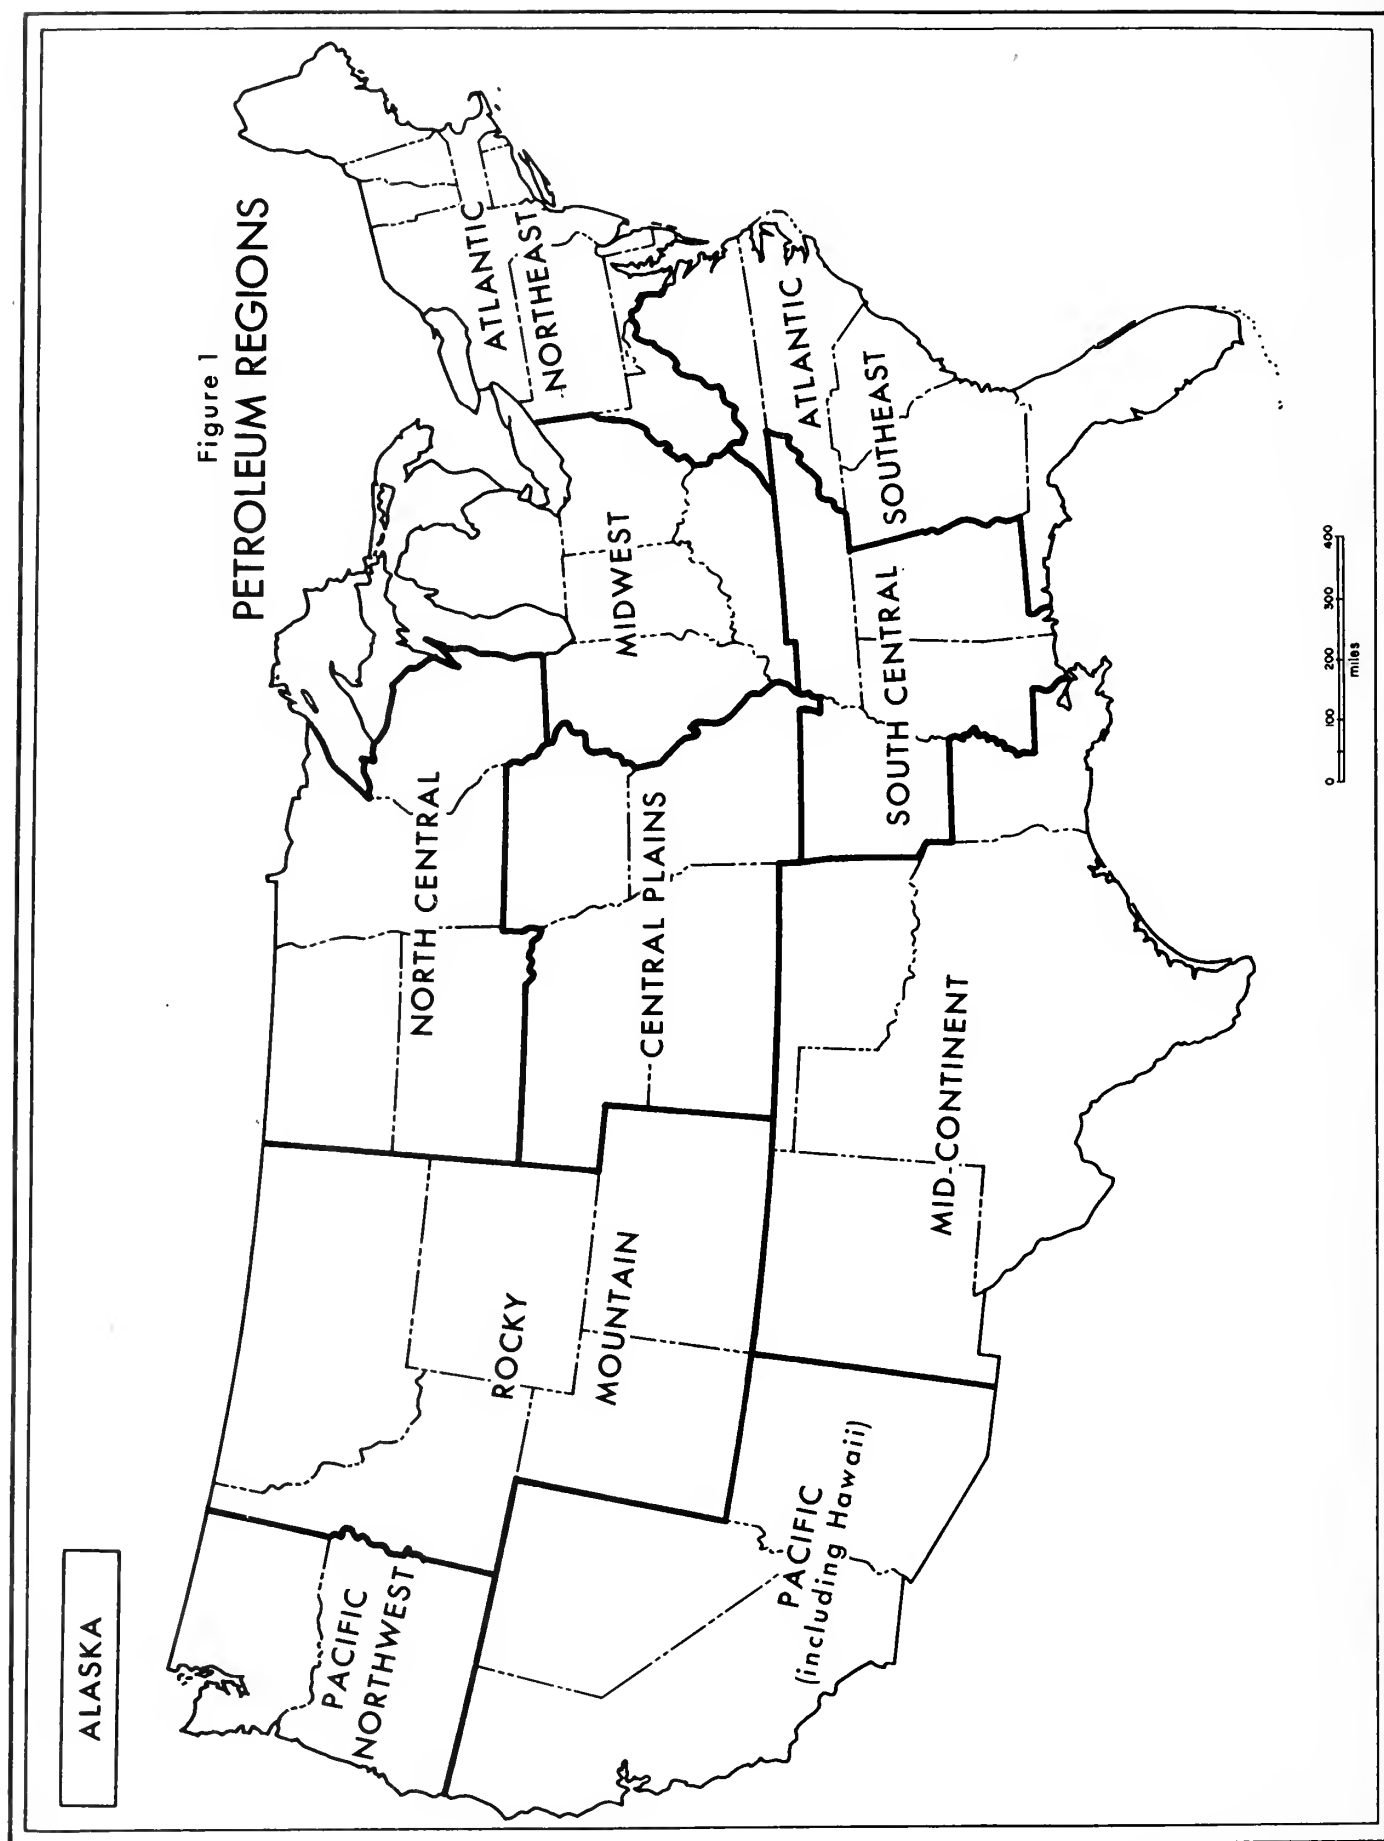 Figure 1
PETROLEUM REGIONS
ALASKA
PACIFIC
NORTHWEST
ROCKY
MOUNTAIN
NORTH CENTRAL
CENTRAL PLAINS
MIDWEST
ATLANTIC
NORTHEAST
ATLANTIC
SOUTHEAST
SOUTH CENTRAL
MID-CONTINENT
PACIFIC
(including Hawaii)
0 100 200 300 400
miles